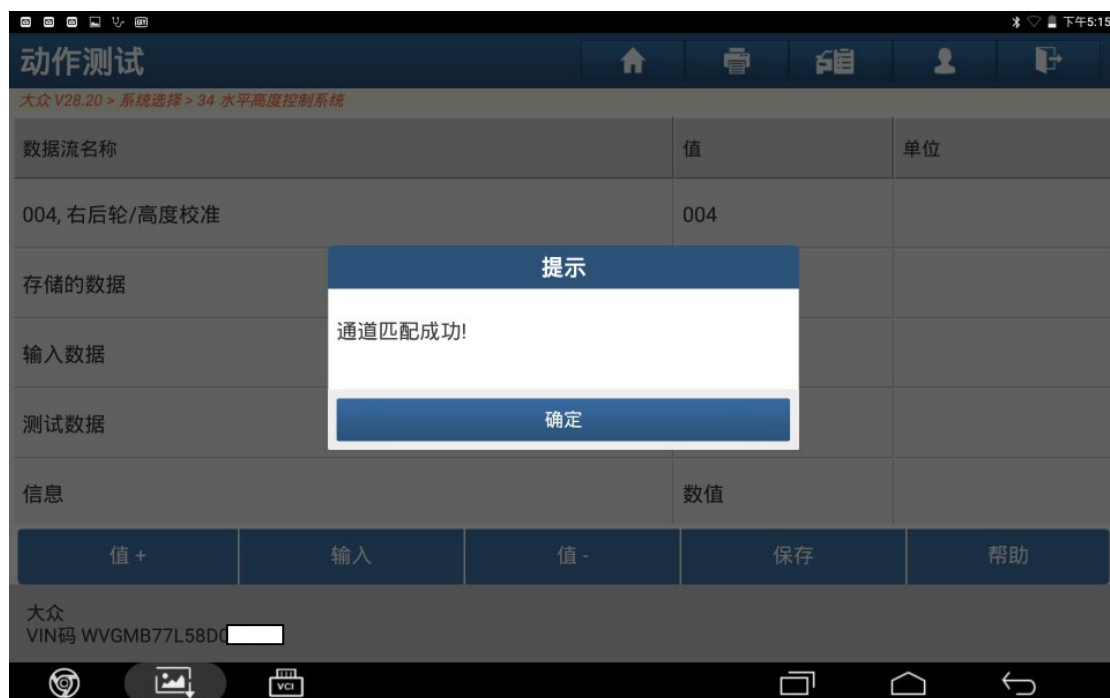 下午5:15
动作测试
大众 V28.20 > 系统选择 > 34 水平高度控制系统
数据流名称 值 单位
004, 右后轮/高度校准 004
提示
存储的数据
通道匹配成功!
输入数据
确定
测试数据
信息 数值
值 + 输入 值 - 保存 帮助
大众
VIN码 WVGMB77L58D0
VCI